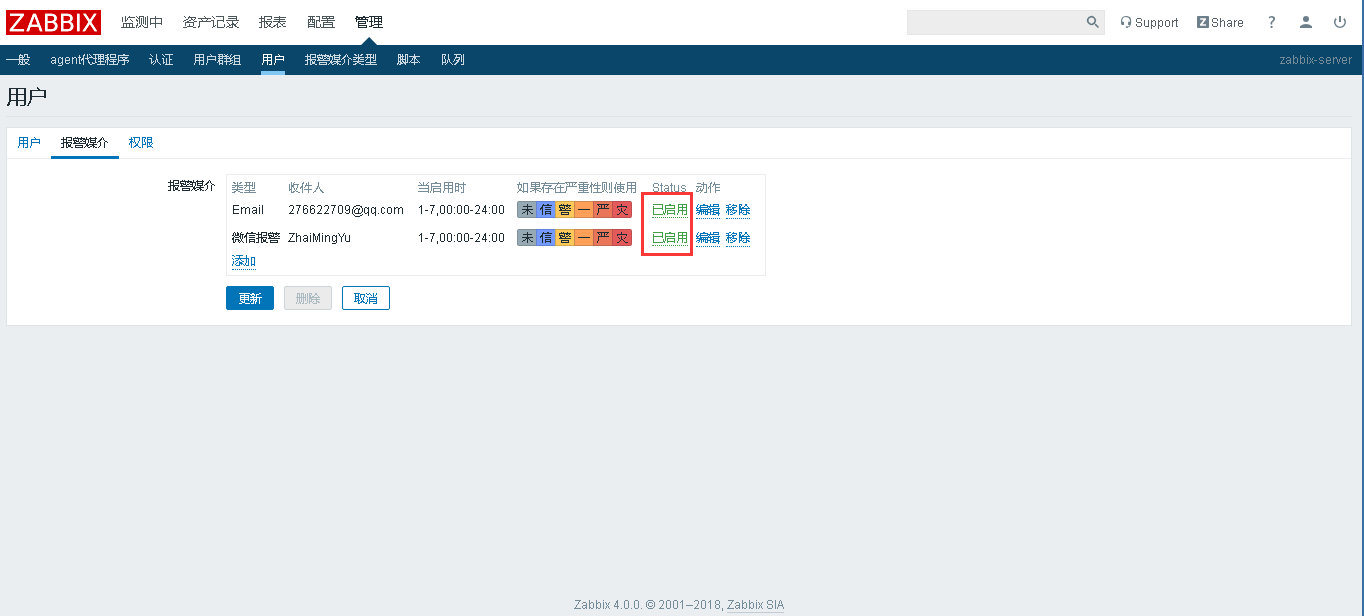 ZABBIX 监测中 资产记录 报表 配置 管理 Support Z Share ?
一般 agent代理程序 认证 用户群组 用户 报警媒介类型 脚本 队列 zabbix-server
用户
用户 报警媒介 权限
报警媒介 类型 收件人 当启用时 如果存在严重性则使用 Status 动作
Email 276622709@qq.com 1-7,00:00-24:00 未 信 警 一 严 灾 已启用 编辑 移除
微信报警 ZhaiMingYu 1-7,00:00-24:00 未 信 警 一 严 灾 已启用 编辑 移除
添加
更新 删除 取消
Zabbix 4.0.0. © 2001–2018, Zabbix SIA